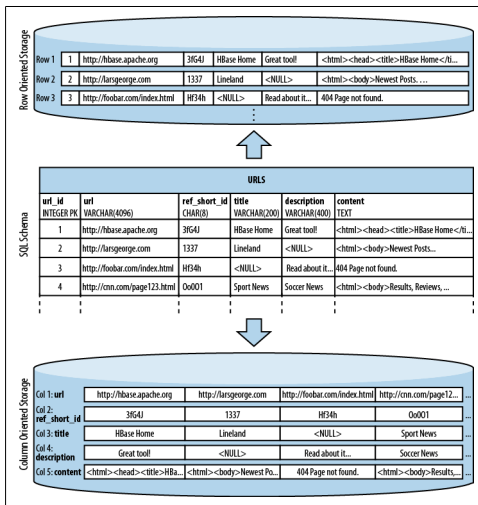 Row Oriented Storage
Row 1 1 http://hbase.apache.org 3fG4J HBase Home Great tool! <html><head><title>HBase Home</ti...
Row 2 2 http://larsgeorge.com 1337 Lineland <NULL> <html><body>Newest Posts. ...
Row 3 3 http://foobar.com/index.html Hf34h <NULL> Read about it... 404 Page not found.
SQL Schema
URLS
url_id url ref_short_id title description content
INTEGER PK VARCHAR(4096) CHAR(8) VARCHAR(200) VARCHAR(400) TEXT
1 http://hbase.apache.org 3fG4J HBase Home Great tool! <html><head><title>HBase Home</ti...
2 http://larsgeorge.com 1337 Lineland <NULL> <html><body>Newest Posts...
3 http://foobar.com/index.html Hf34h <NULL> Read about it... 404 Page not found.
4 http://cnn.com/page123.html Oo001 Sport News Soccer News <html><body>Results, Reviews, ...
Column Oriented Storage
Col 1: url http://hbase.apache.org http://larsgeorge.com http://foobar.com/index.html http://cnn.com/page12... ...
Col 2:
ref_short_id 3fG4J 1337 Hf34h Oo001 ...
Col 3: title HBase Home Lineland <NULL> Sport News ...
Col 4:
description Great tool! <NULL> Read about it... Soccer News ...
Col 5: content <html><head><title>HBa... <html><body>Newest Po... 404 Page not found. <html><body>Results,... ...